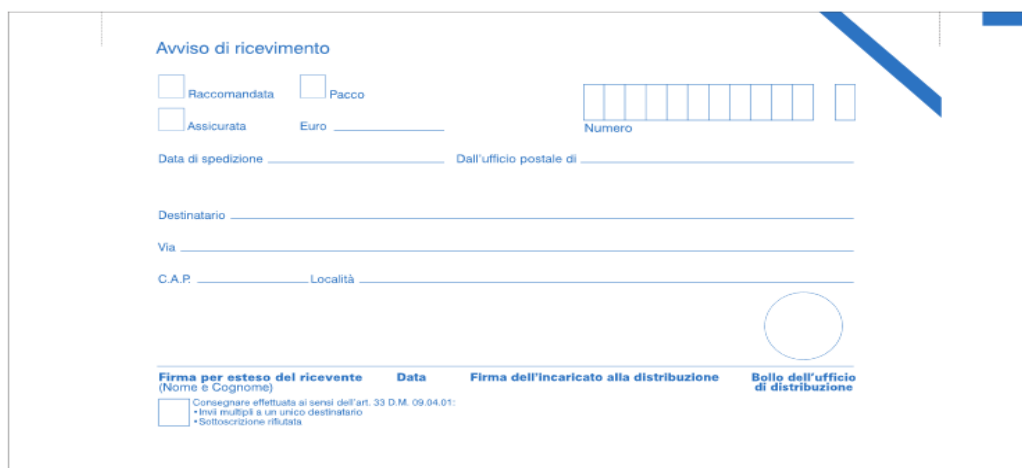 Avviso di ricevimento
Raccomandata Pacco
Assicurata Euro
Numero
Data di spedizione Dall'ufficio postale di
Destinatario
Via
C.A.P. Località
Firma per esteso del ricevente Data Firma dell'incaricato alla distribuzione Bollo dell'ufficio
(Nome e Cognome) di distribuzione
Consegnare effettuata ai sensi dell'art. 33 D.M. 09.04.01:
• Invii multipli a un unico destinatario
• Sottoscrizione rifiutata